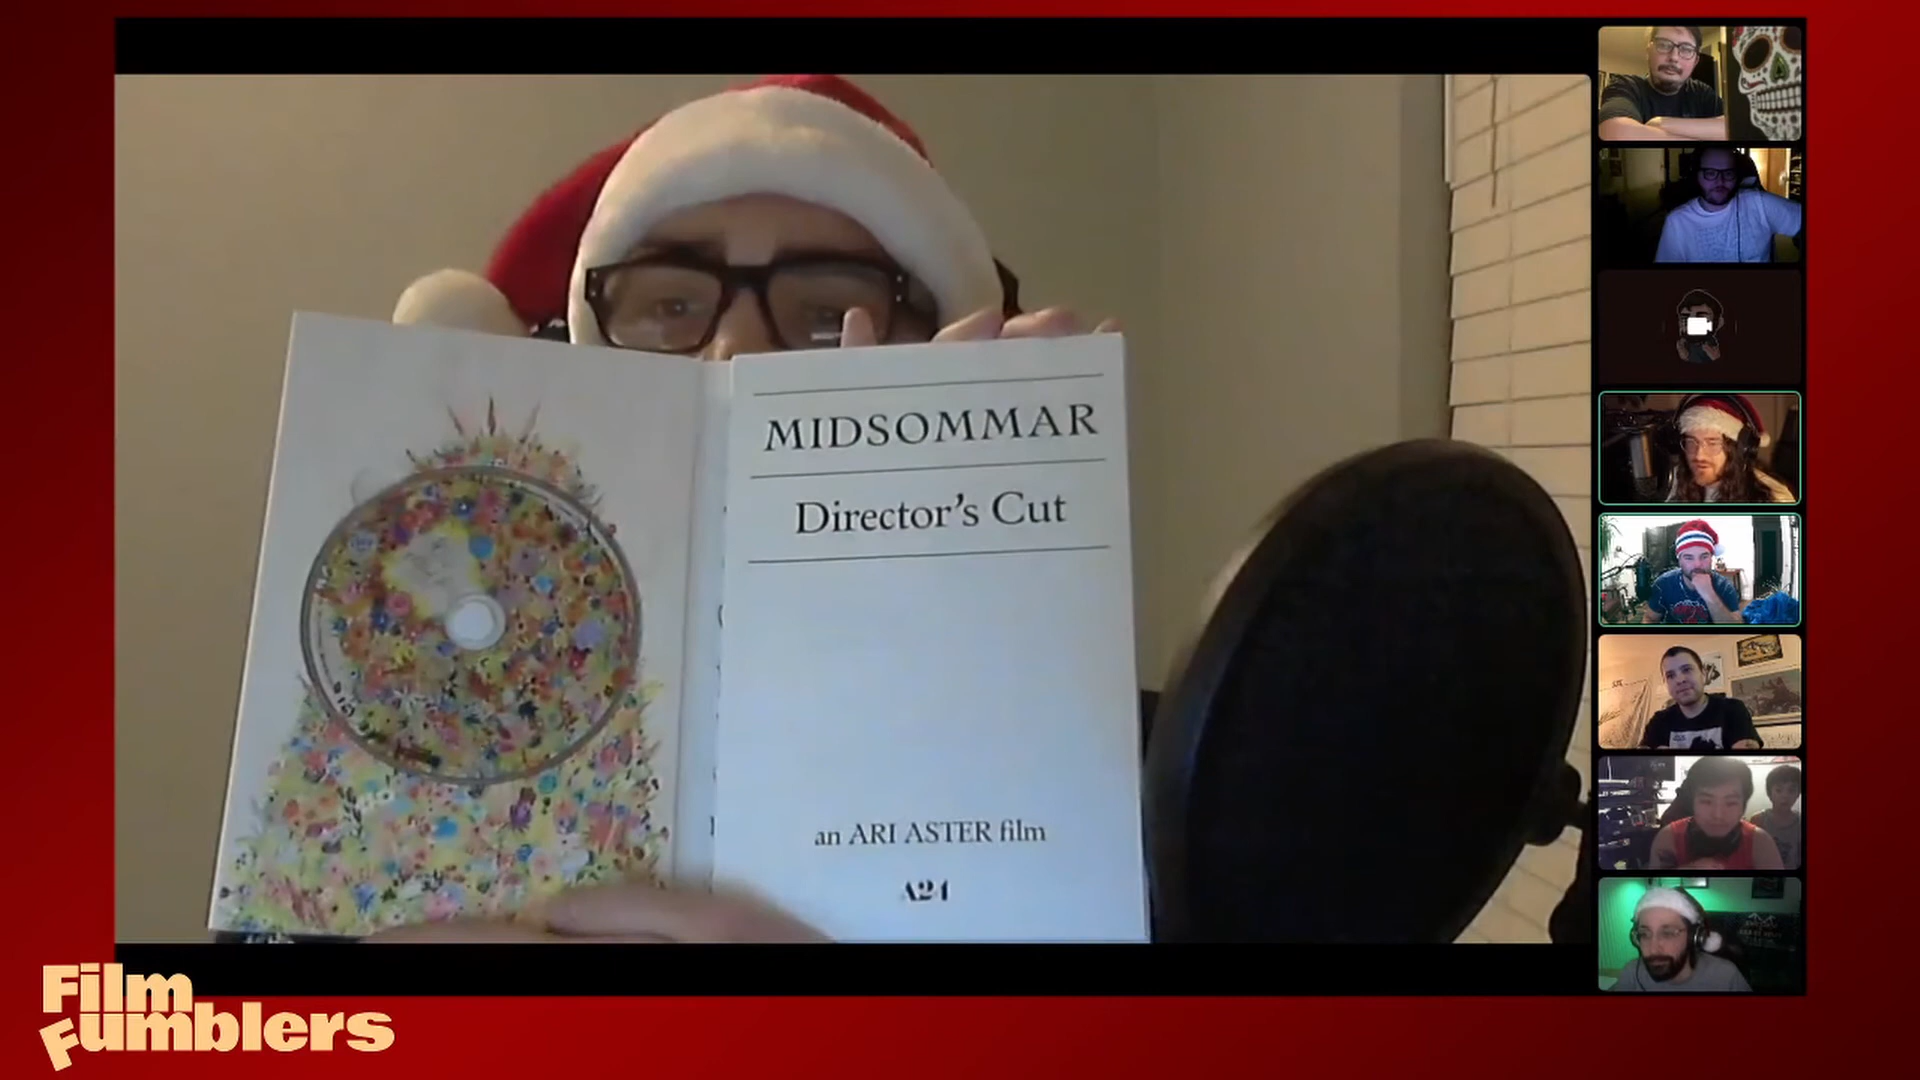 MIDSOMMAR
Director's Cut
an ARI ASTER film
A24
Film
Fumblers